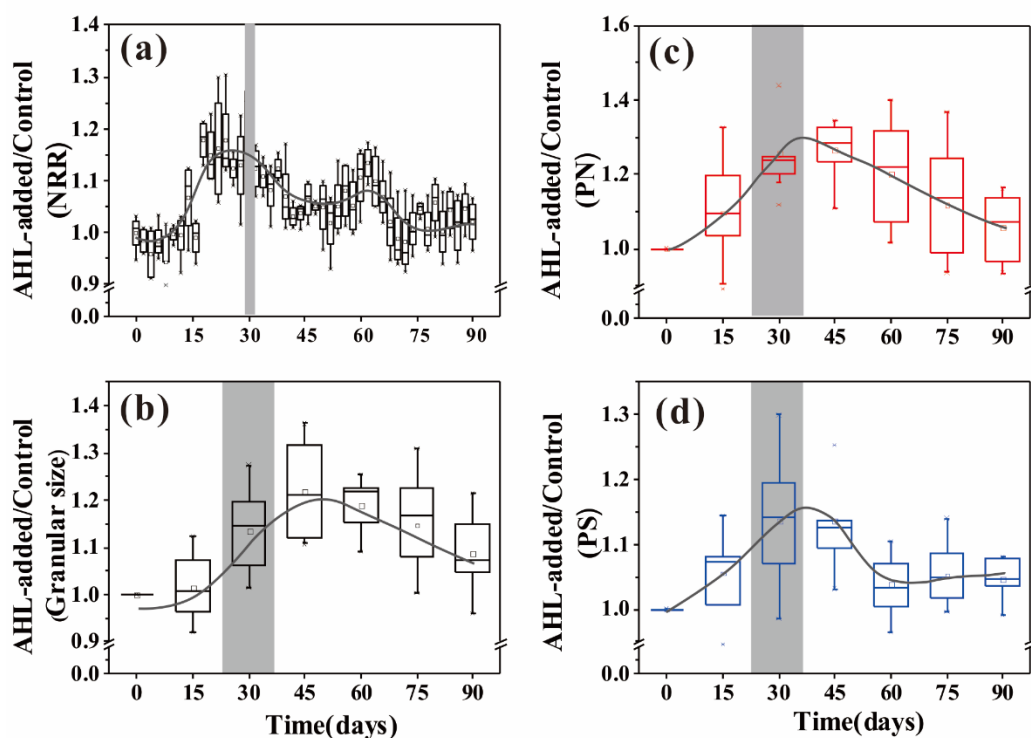 (a)
AHL-added/Control
(NRR)
1.4
1.3
1.2
1.1
1.0
0.9
0.0
0 15 30 45 60 75 90
(c)
AHL-added/Control
(PN)
1.6
1.4
1.2
1.0
0.0
0 15 30 45 60 75 90
(b)
AHL-added/Control
(Granular size)
1.4
1.3
1.2
1.1
1.0
0.9
0.0
0 15 30 45 60 75 90
Time(days)
(d)
AHL-added/Control
(PS)
1.3
1.2
1.1
1.0
0.0
0 15 30 45 60 75 90
Time(days)